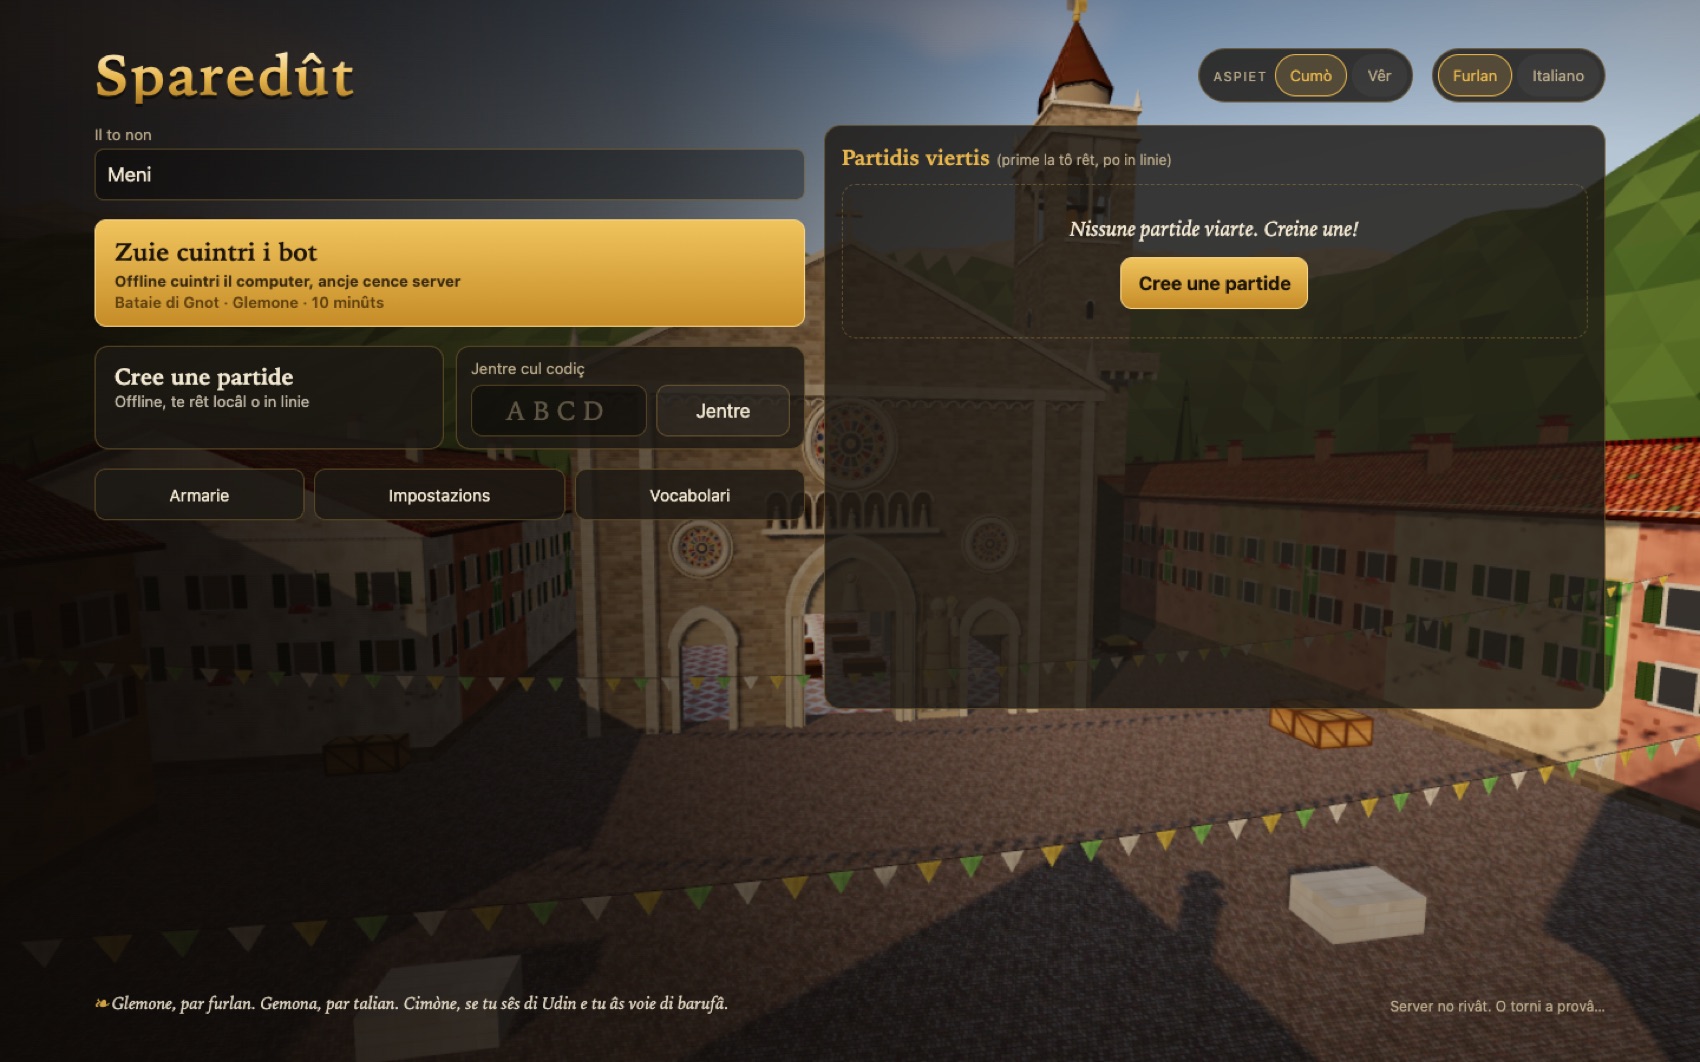 Sparedût
ASPIET Cumò Vêr Furlan Italiano
Il to non
Meni
Zuie cuintri i bot
Offline cuintri il computer, ancje cence server
Bataie di Gnot · Glemone · 10 minûts
Cree une partide
Offline, te rêt locâl o in linie
Jentre cul codiç
ABCD
Jentre
Armarie
Impostazions
Vocabolari
Partidis viertis (prime la tô rêt, po in linie)
Nissune partide viarte. Creine une!
Cree une partide
❧ Glemone, par furlan. Gemona, par talian. Cimòne, se tu sês di Udin e tu âs voie di barufâ.
Server no rivât. O torni a provâ…